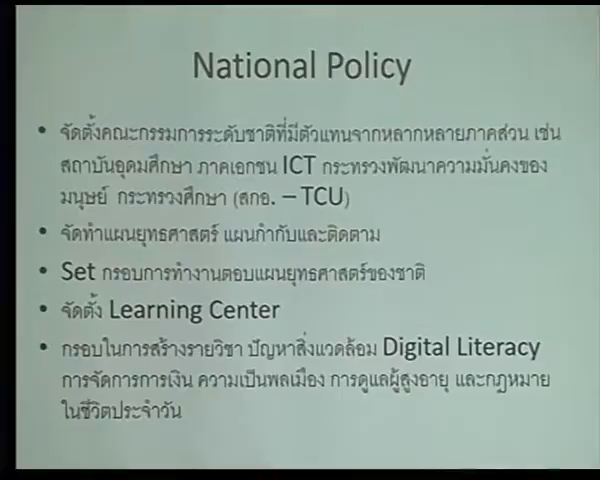 National Policy
• จัดตั้งคณะกรรมการระดับชาติที่มีตัวแทนจากหลากหลายภาคส่วน เช่น
สถาบันอุดมศึกษา ภาคเอกชน ICT กระทรวงพัฒนาความมั่นคงของ
มนุษย์ กระทรวงศึกษา (สกอ. – TCU)
• จัดทำแผนยุทธศาสตร์ แผนกำกับและติดตาม
• Set กรอบการทำงานตอบแผนยุทธศาสตร์ของชาติ
• จัดตั้ง Learning Center
• กรอบในการสร้างรายวิชา ปัญหาสิ่งแวดล้อม Digital Literacy
การจัดการการเงิน ความเป็นพลเมือง การดูแลผู้สูงอายุ และกฎหมาย
ในชีวิตประจำวัน